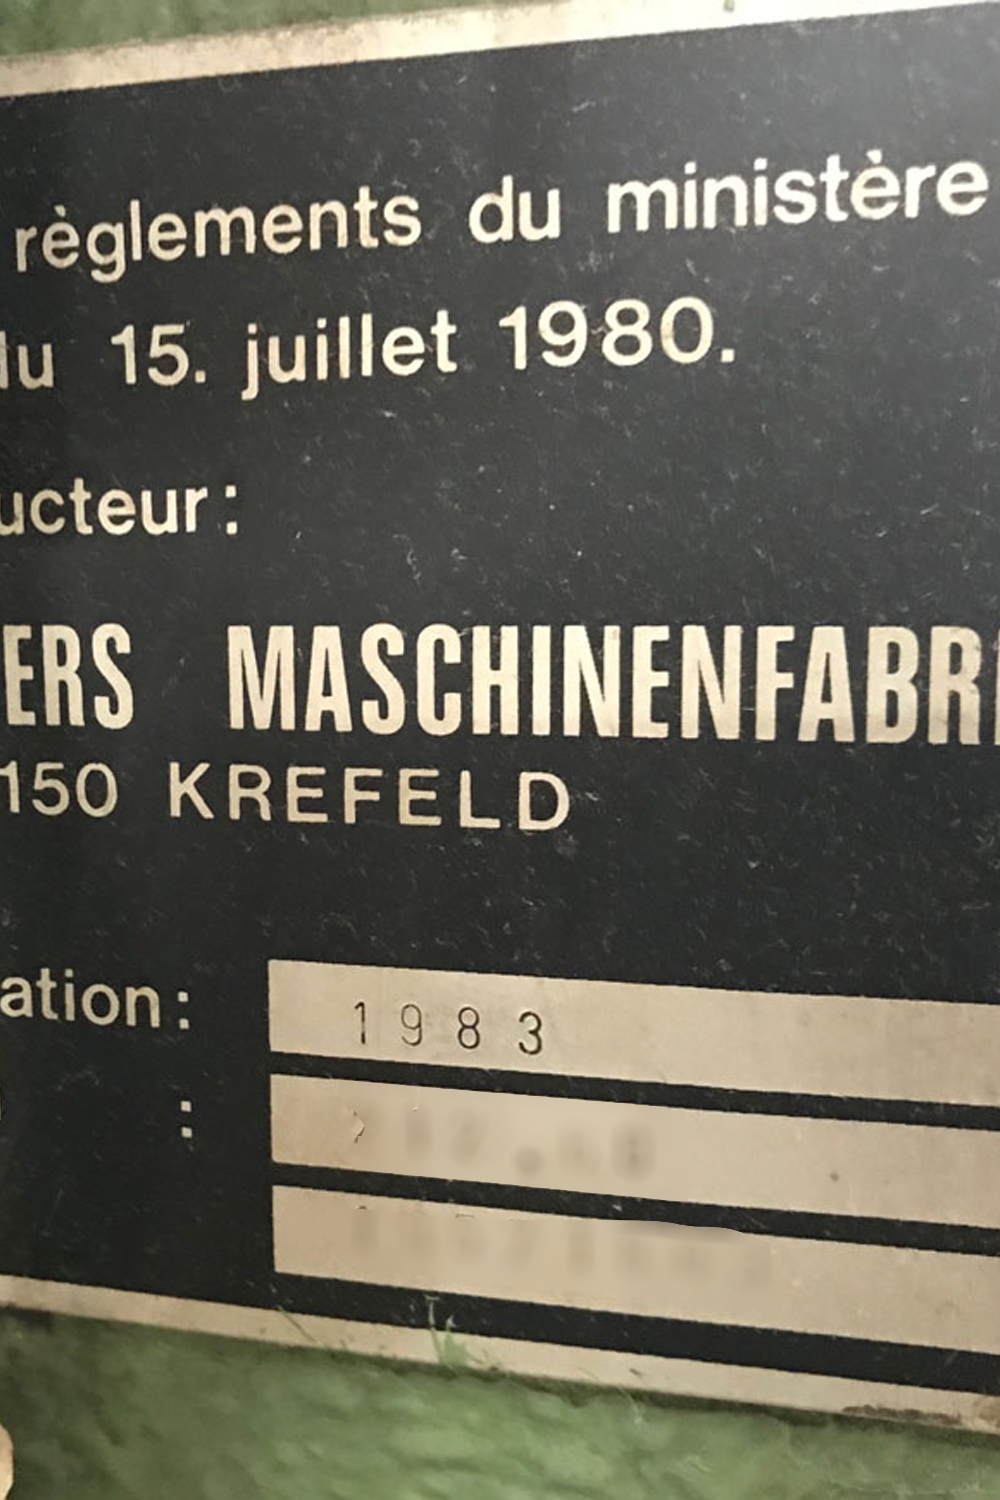 règlements du ministère
du 15. juillet 1980.
ucteur:
ERS MASCHINENFABRI
150 KREFELD
ation: 1983
: